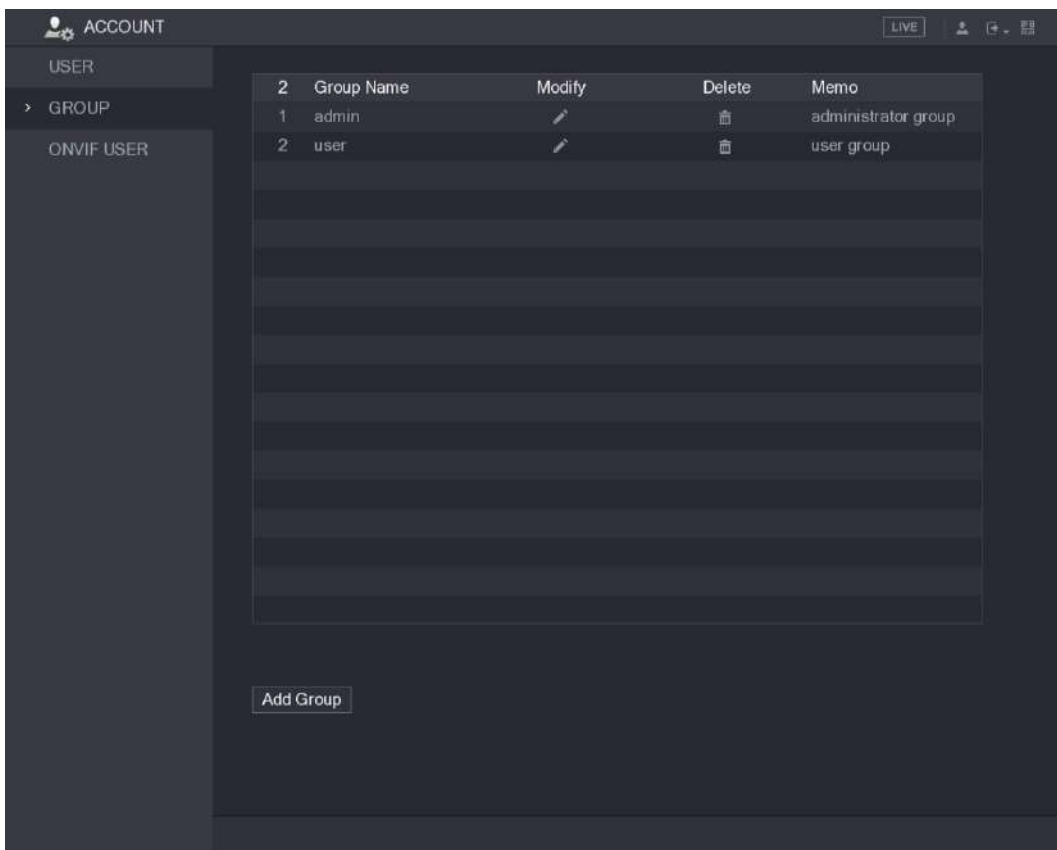 ACCOUNT LIVE
USER
GROUP
ONVIF USER
2 Group Name Modify Delete Memo
1 admin administrator group
2 user user group
Add Group